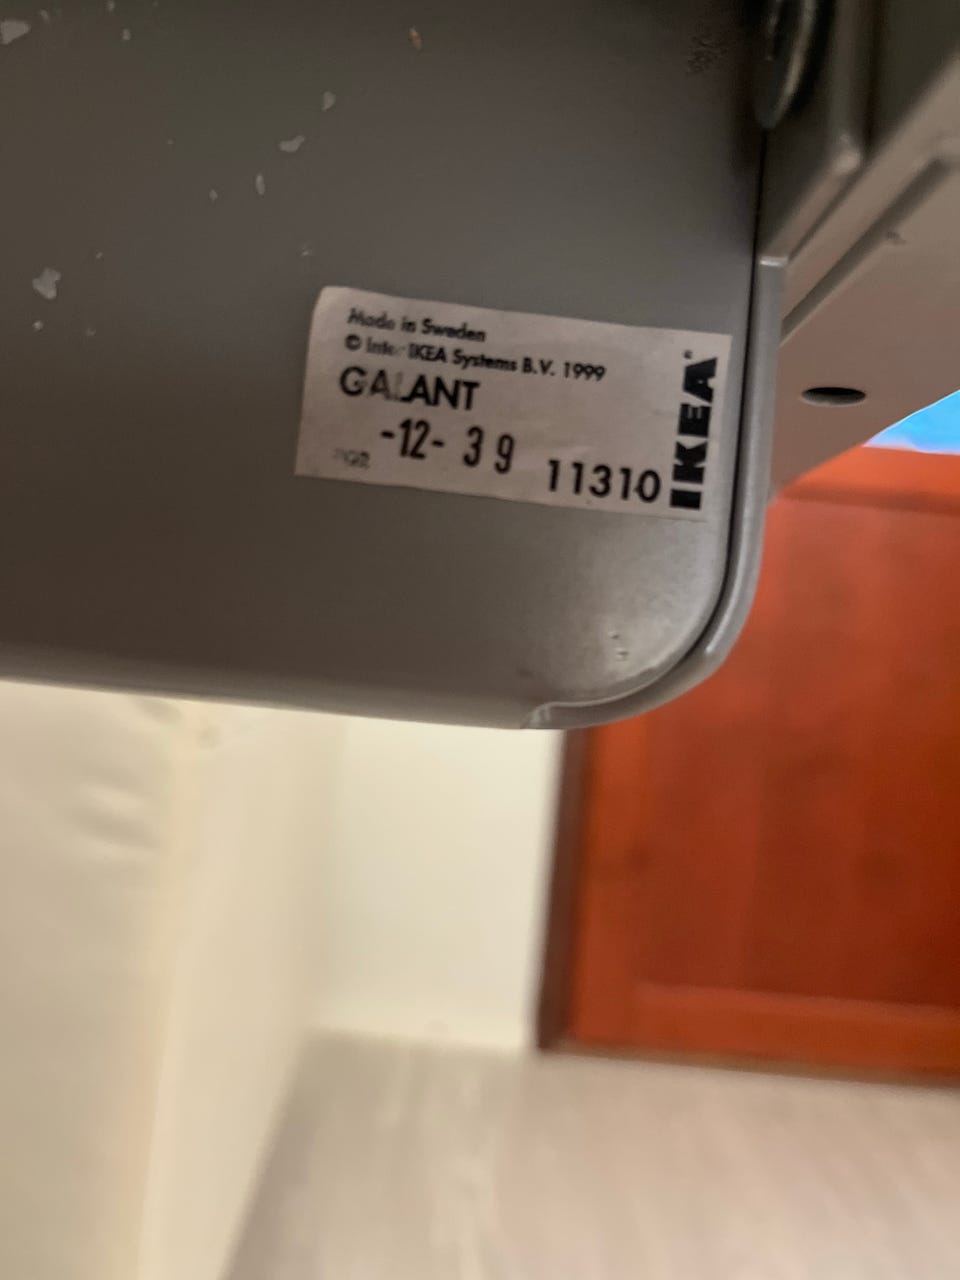 Made in Sweden
© Inter IKEA Systems B.V. 1999
GALANT
-12- 39
11310
IKEA®